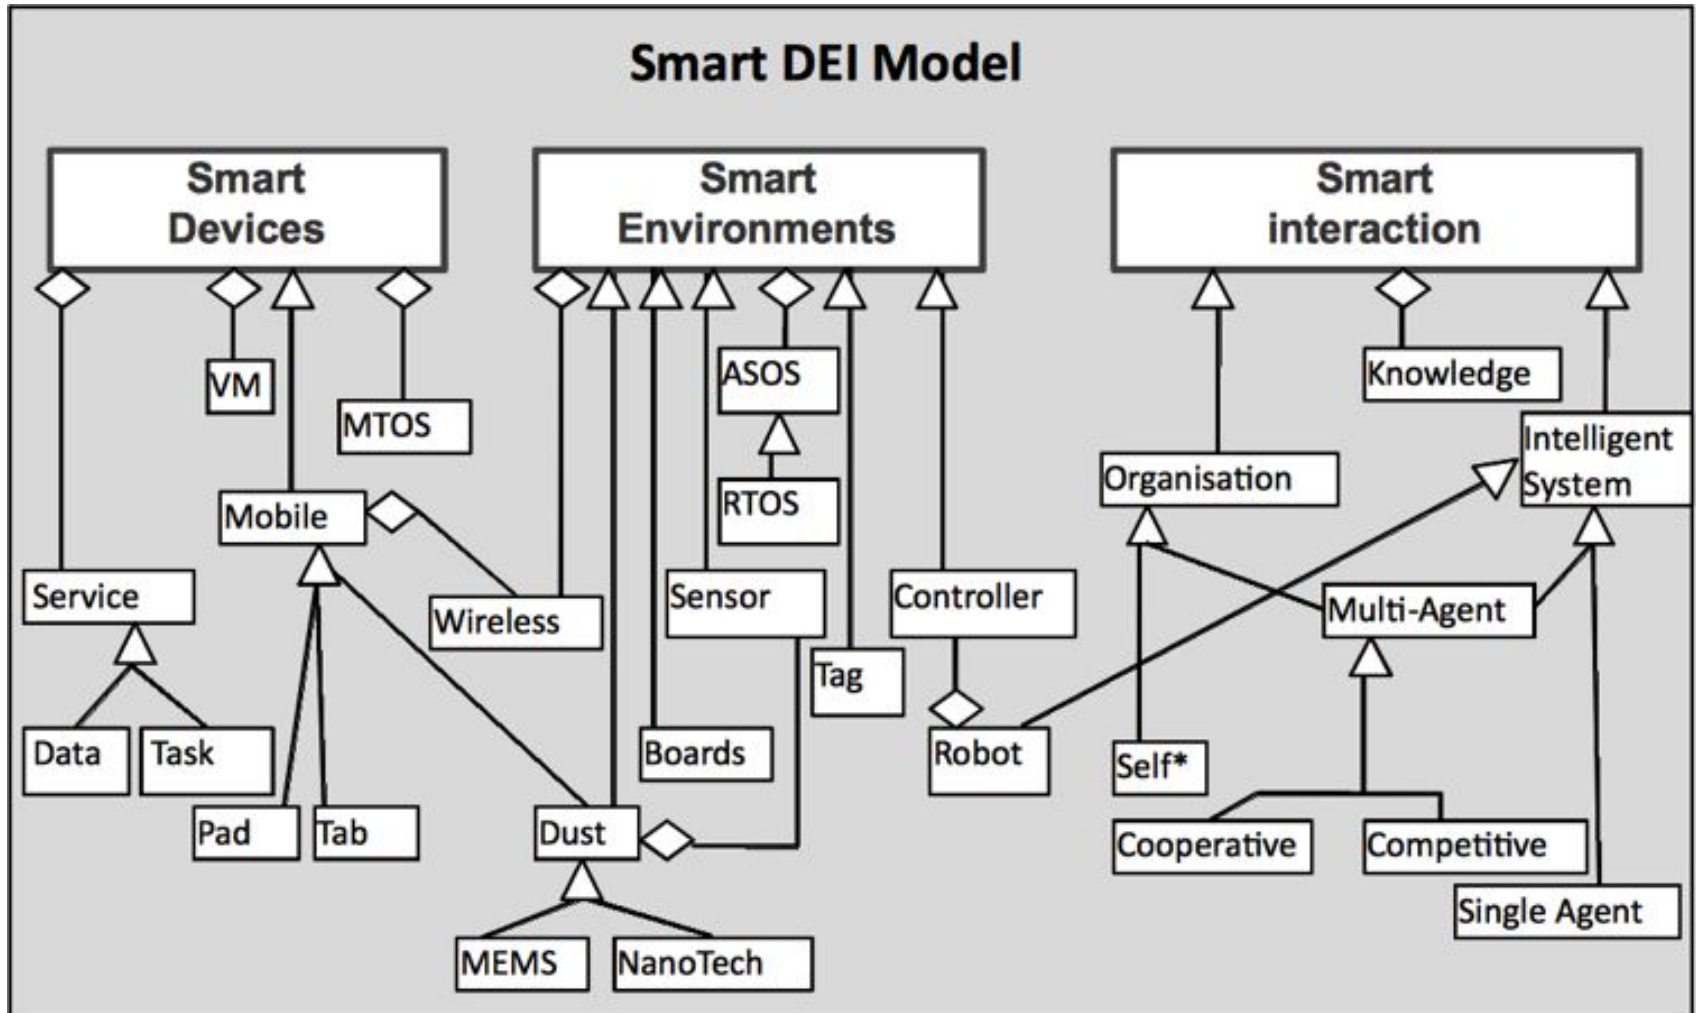 Smart DEI Model
Smart
Devices
Smart
Environments
Smart
interaction
VM
MTOS
ASOS
Knowledge
Intelligent
System
Organisation
RTOS
Mobile
Service
Wireless
Sensor
Controller
Multi-Agent
Tag
Data
Task
Boards
Robot
Self*
Pad
Tab
Dust
Cooperative
Competitive
Single Agent
MEMS
NanoTech